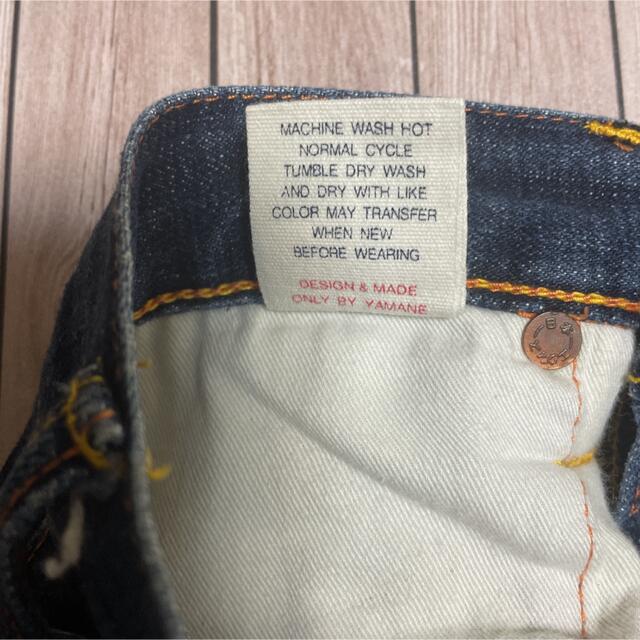 MACHINE WASH HOT
NORMAL CYCLE
TUMBLE DRY WASH
AND DRY WITH LIKE
COLOR MAY TRANSFER
WHEN NEW
BEFORE WEARING
DESIGN & MADE
ONLY BY YAMANE